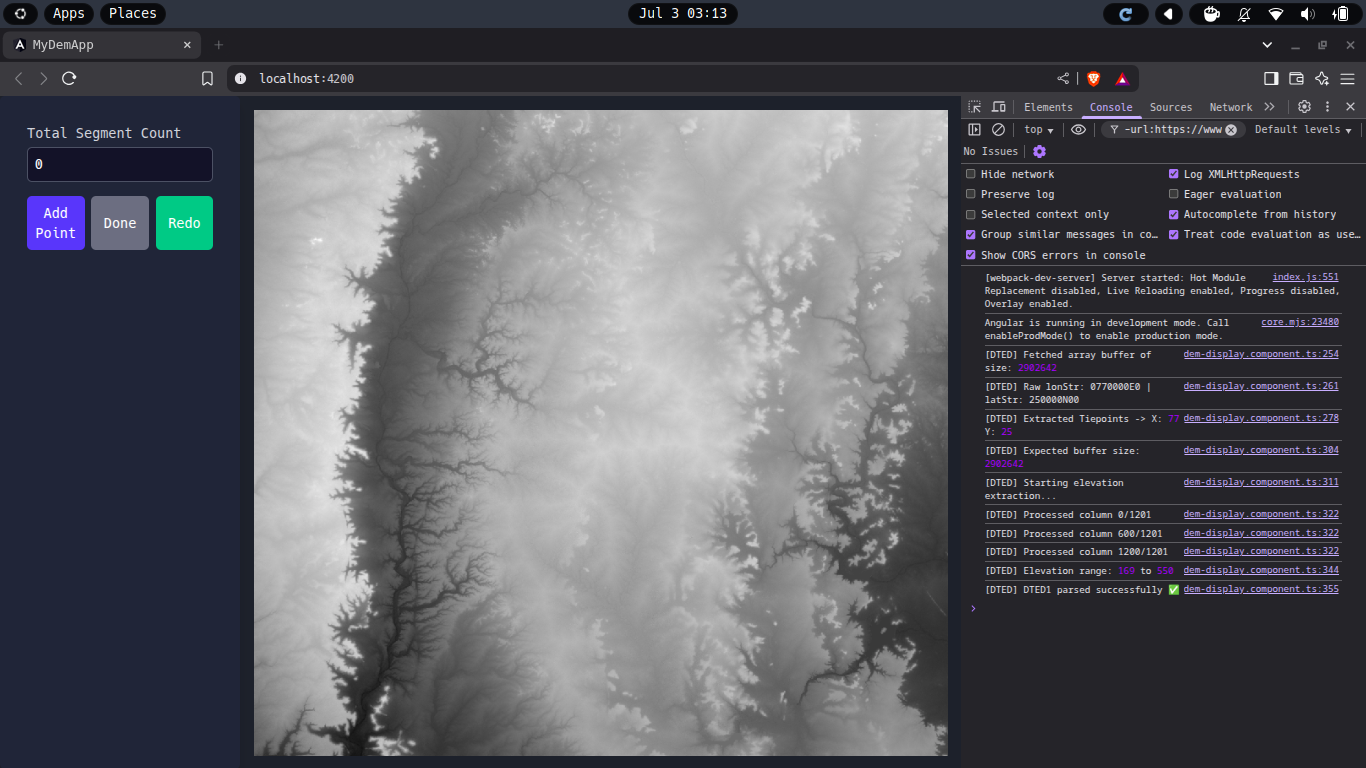 Apps Places Jul 3 03:13
MyDemApp
localhost:4200
Total Segment Count
0
Add
Point
Done
Redo
Elements Console Sources Network
top -url:https://www Default levels
No Issues
Hide network Log XMLHttpRequests
Preserve log Eager evaluation
Selected context only Autocomplete from history
Group similar messages in co… Treat code evaluation as use…
Show CORS errors in console
[webpack-dev-server] Server started: Hot Module index.js:551
Replacement disabled, Live Reloading enabled, Progress disabled,
Overlay enabled.
Angular is running in development mode. Call core.mjs:23480
enableProdMode() to enable production mode.
[DTED] Fetched array buffer of dem-display.component.ts:254
size: 2902642
[DTED] Raw lonStr: 0770000E0 | dem-display.component.ts:261
latStr: 250000N00
[DTED] Extracted Tiepoints -> X: 77 dem-display.component.ts:278
Y: 25
[DTED] Expected buffer size: dem-display.component.ts:304
2902642
[DTED] Starting elevation dem-display.component.ts:311
extraction...
[DTED] Processed column 0/1201 dem-display.component.ts:322
[DTED] Processed column 600/1201 dem-display.component.ts:322
[DTED] Processed column 1200/1201 dem-display.component.ts:322
[DTED] Elevation range: 169 to 550 dem-display.component.ts:344
[DTED] DTED1 parsed successfully ✅ dem-display.component.ts:355